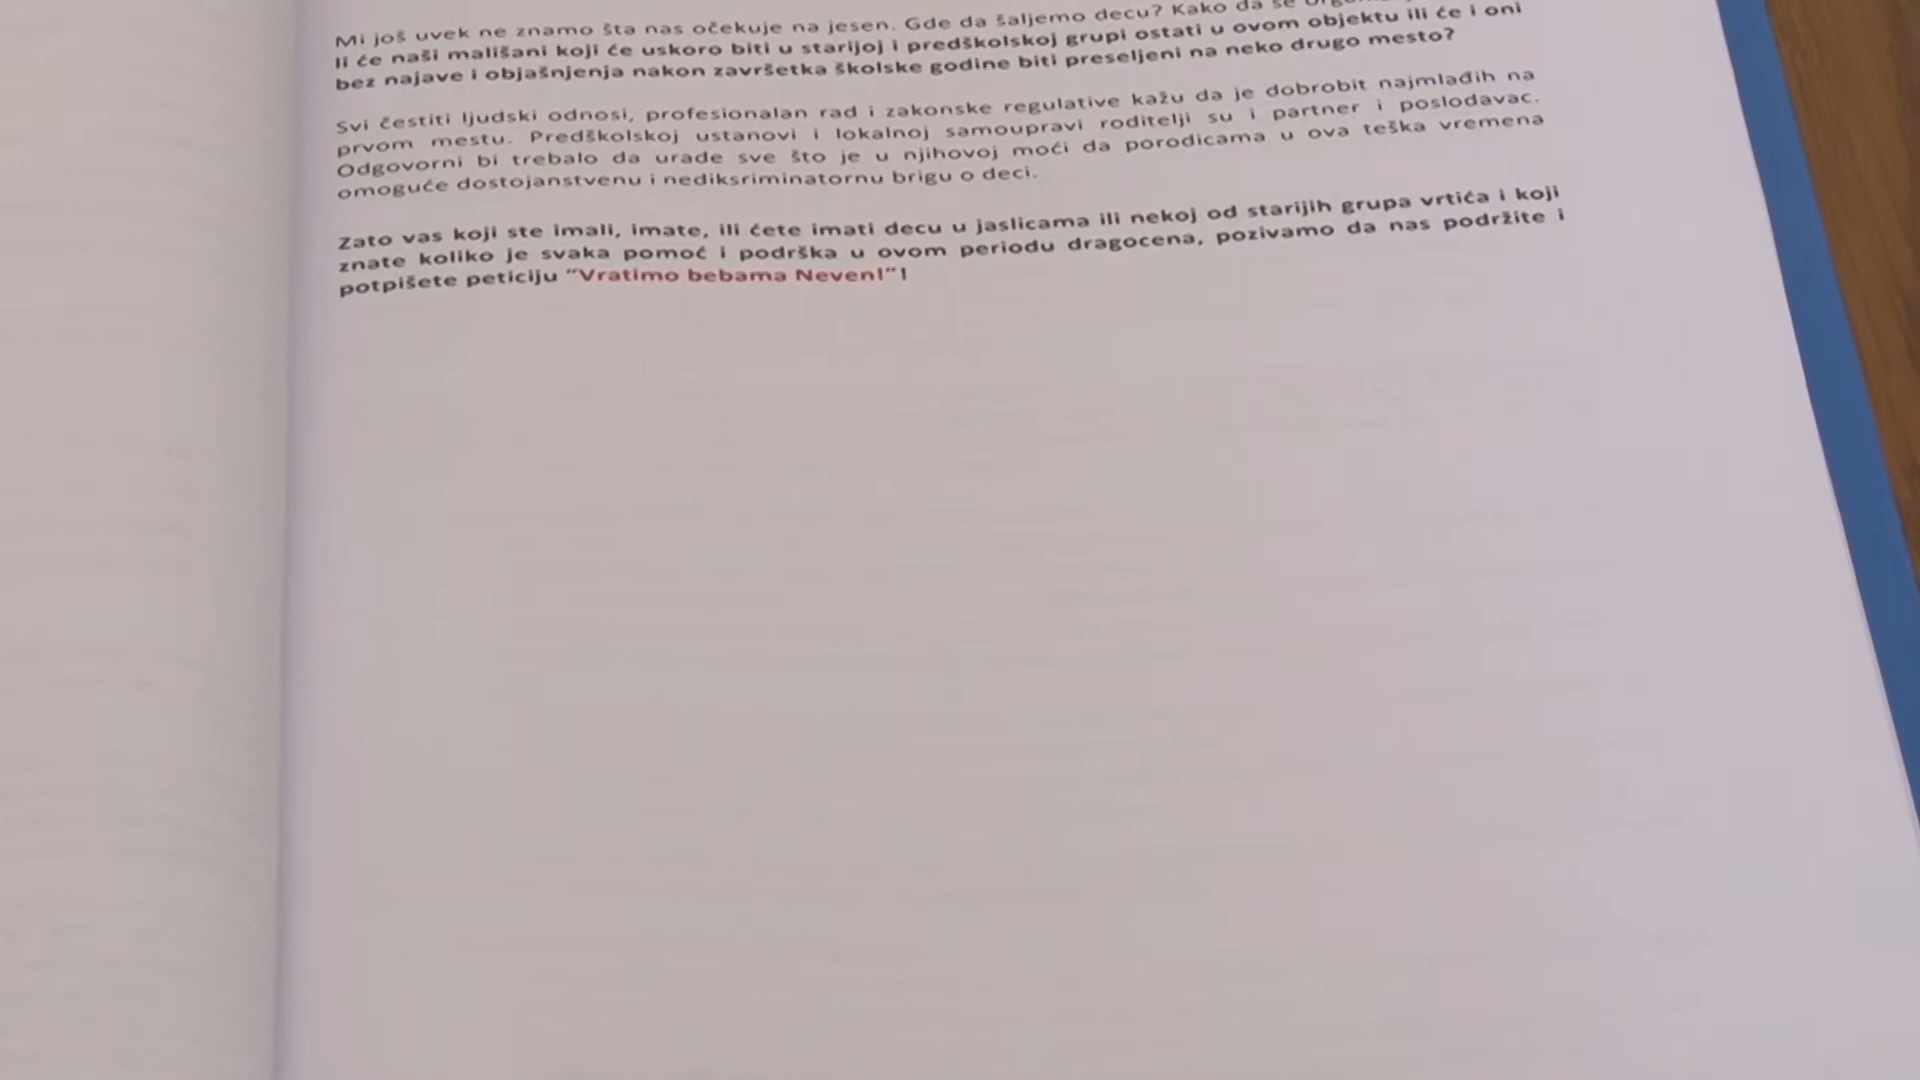 Mi još uvek ne znamo šta nas očekuje na jesen. Gde da šaljemo decu? Kako da se
li će naši mališani koji će uskoro biti u starijoj i predškolskoj grupi ostati u ovom objektu ili će i oni
bez najave i objašnjenja nakon završetka školske godine biti preseljeni na neko drugo mesto?
Svi čestiti ljudski odnosi, profesionalan rad i zakonske regulative kažu da je dobrobit najmlađih na
prvom mestu. Predškolskoj ustanovi i lokalnoj samoupravi roditelji su i partner i poslodavac.
Odgovorni bi trebalo da urade sve što je u njihovoj moći da porodicama u ova teška vremena
omoguće dostojanstvenu i nediksriminatornu brigu o deci.
Zato vas koji ste imali, imate, ili ćete imati decu u jaslicama ili nekoj od starijih grupa vrtića i koji
znate koliko je svaka pomoć i podrška u ovom periodu dragocena, pozivamo da nas podržite i
potpišete peticiju “Vratimo bebama Neven!”!